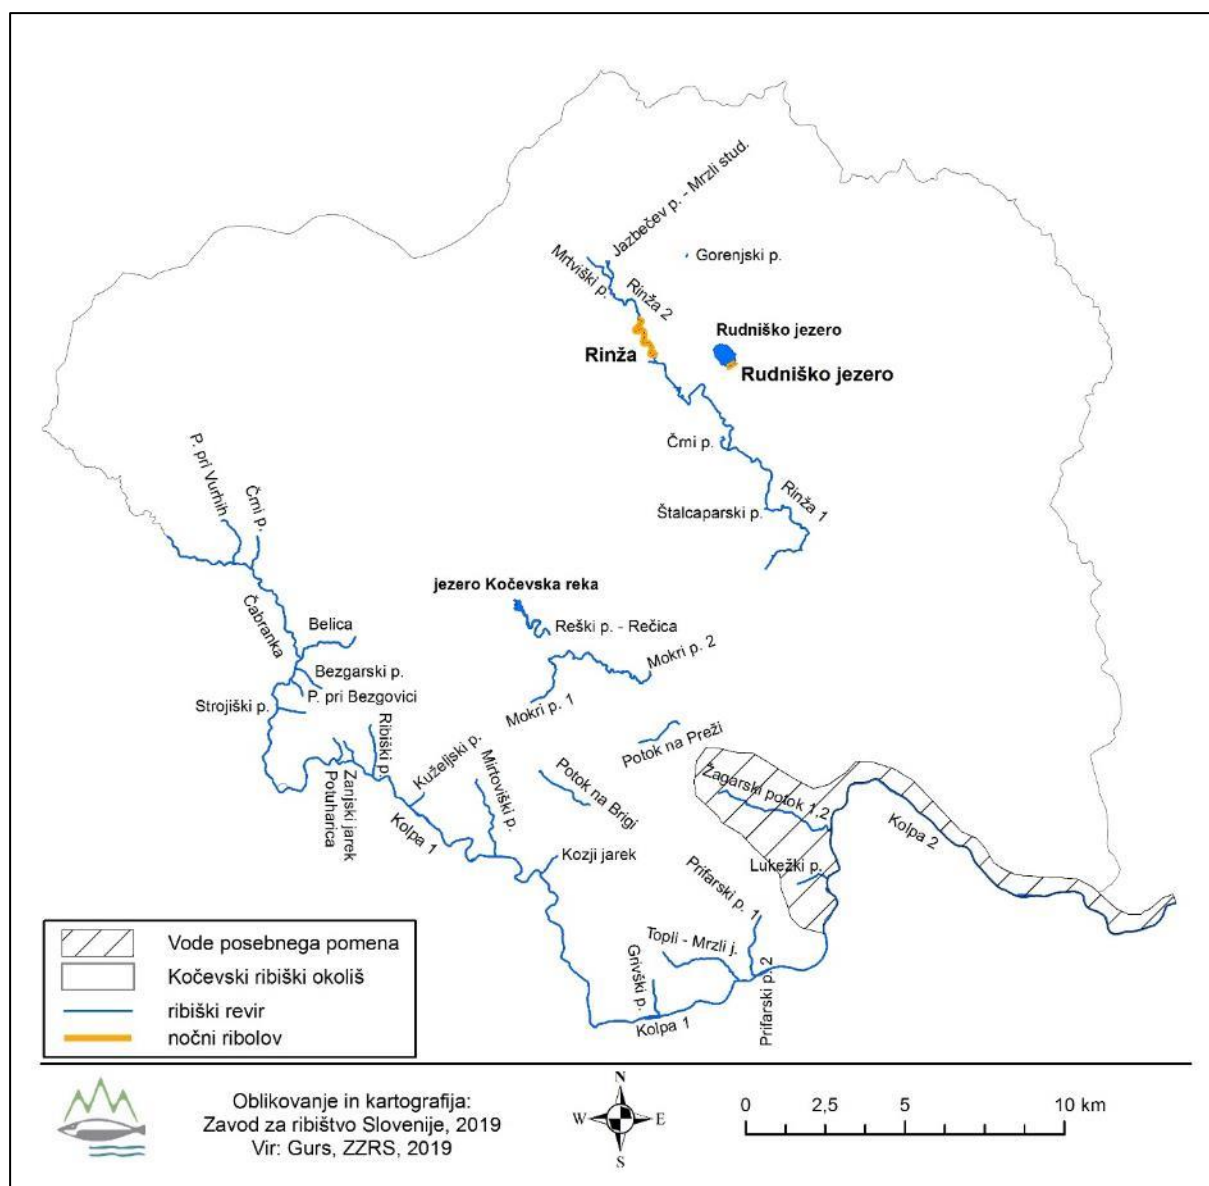 Jazbečev p. - Mrzli stud.
Mrtviški p.
Gorenjski p.
Rinža 2
Rudniško jezero
Rinža
Rudniško jezero
Črni p.
Rinža 1
Štalcaparski p.
P. pri Vurhih
Črni p.
jezero Kočevska reka
Čabranka
Belica
Reški p. - Rečica
Mokri p. 2
Bezgarski p.
P. pri Bezgovici
Strojiški p.
Mokri p. 1
Ribiški p.
Kuželjski p.
Potok na Preži
Zanjski jarek
Potuharica
Mirtoviški p.
Potok na Brigi
Žagarski potok 1,2
Kolpa 1
Kolpa 2
Kozji jarek
Lukežki p.
Prifarski p. 1
Topli - Mrzli j.
Grivški p.
Prifarski p. 2
Kolpa 1
Vode posebnega pomena
Kočevski ribiški okoliš
ribiški revir
nočni ribolov
Oblikovanje in kartografija:
Zavod za ribištvo Slovenije, 2019
Vir: Gurs, ZZRS, 2019
N
W E
S
0 2,5 5 10 km